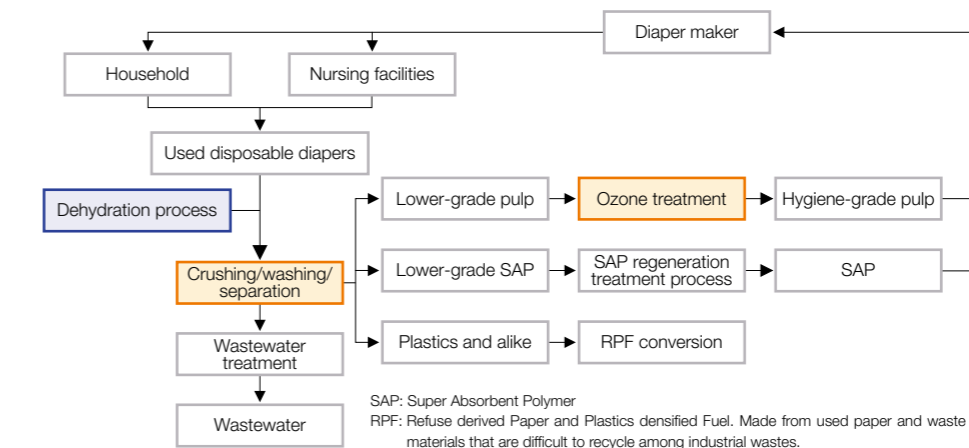 Diaper maker
Household
Nursing facilities
Used disposable diapers
Dehydration process
Lower-grade pulp
Ozone treatment
Hygiene-grade pulp
Crushing/washing/
separation
Lower-grade SAP
SAP regeneration
treatment process
SAP
Wastewater
treatment
Plastics and alike
RPF conversion
Wastewater
SAP: Super Absorbent Polymer
RPF: Refuse derived Paper and Plastics densified Fuel. Made from used paper and waste
materials that are difficult to recycle among industrial wastes.